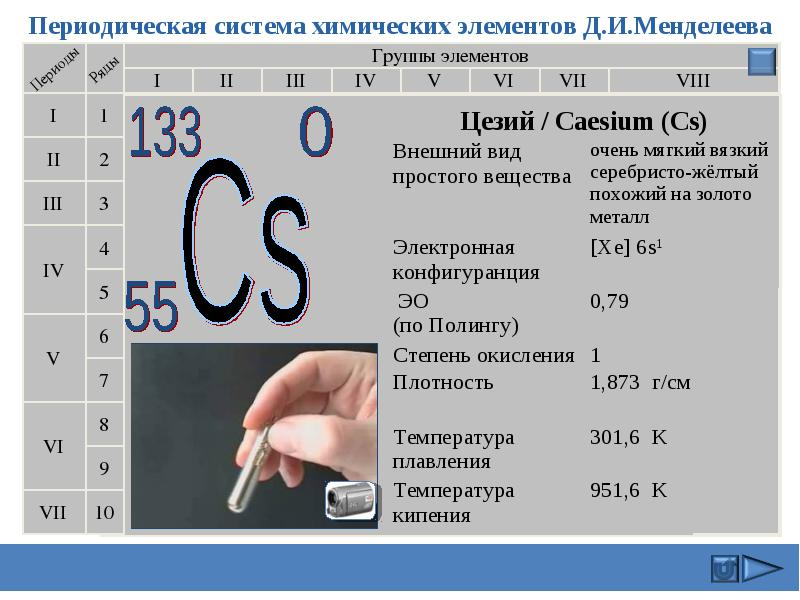 Периодическая система химических элементов Д.И.Менделеева
Периоды
Ряды
Группы элементов
I II III IV V VI VII VIII
I 1
II 2
III 3
IV 4
5
V 6
7
VI 8
9
VII 10
133 0
Cs
55
Цезий / Caesium (Cs)
Внешний вид
простого вещества
очень мягкий вязкий
серебристо-жёлтый
похожий на золото
металл
Электронная
конфигуранция
[Xe] 6s¹
ЭО
(по Полингу)
0,79
Степень окисления 1
Плотность 1,873 г/см
Температура
плавления
301,6 K
Температура
кипения
951,6 K